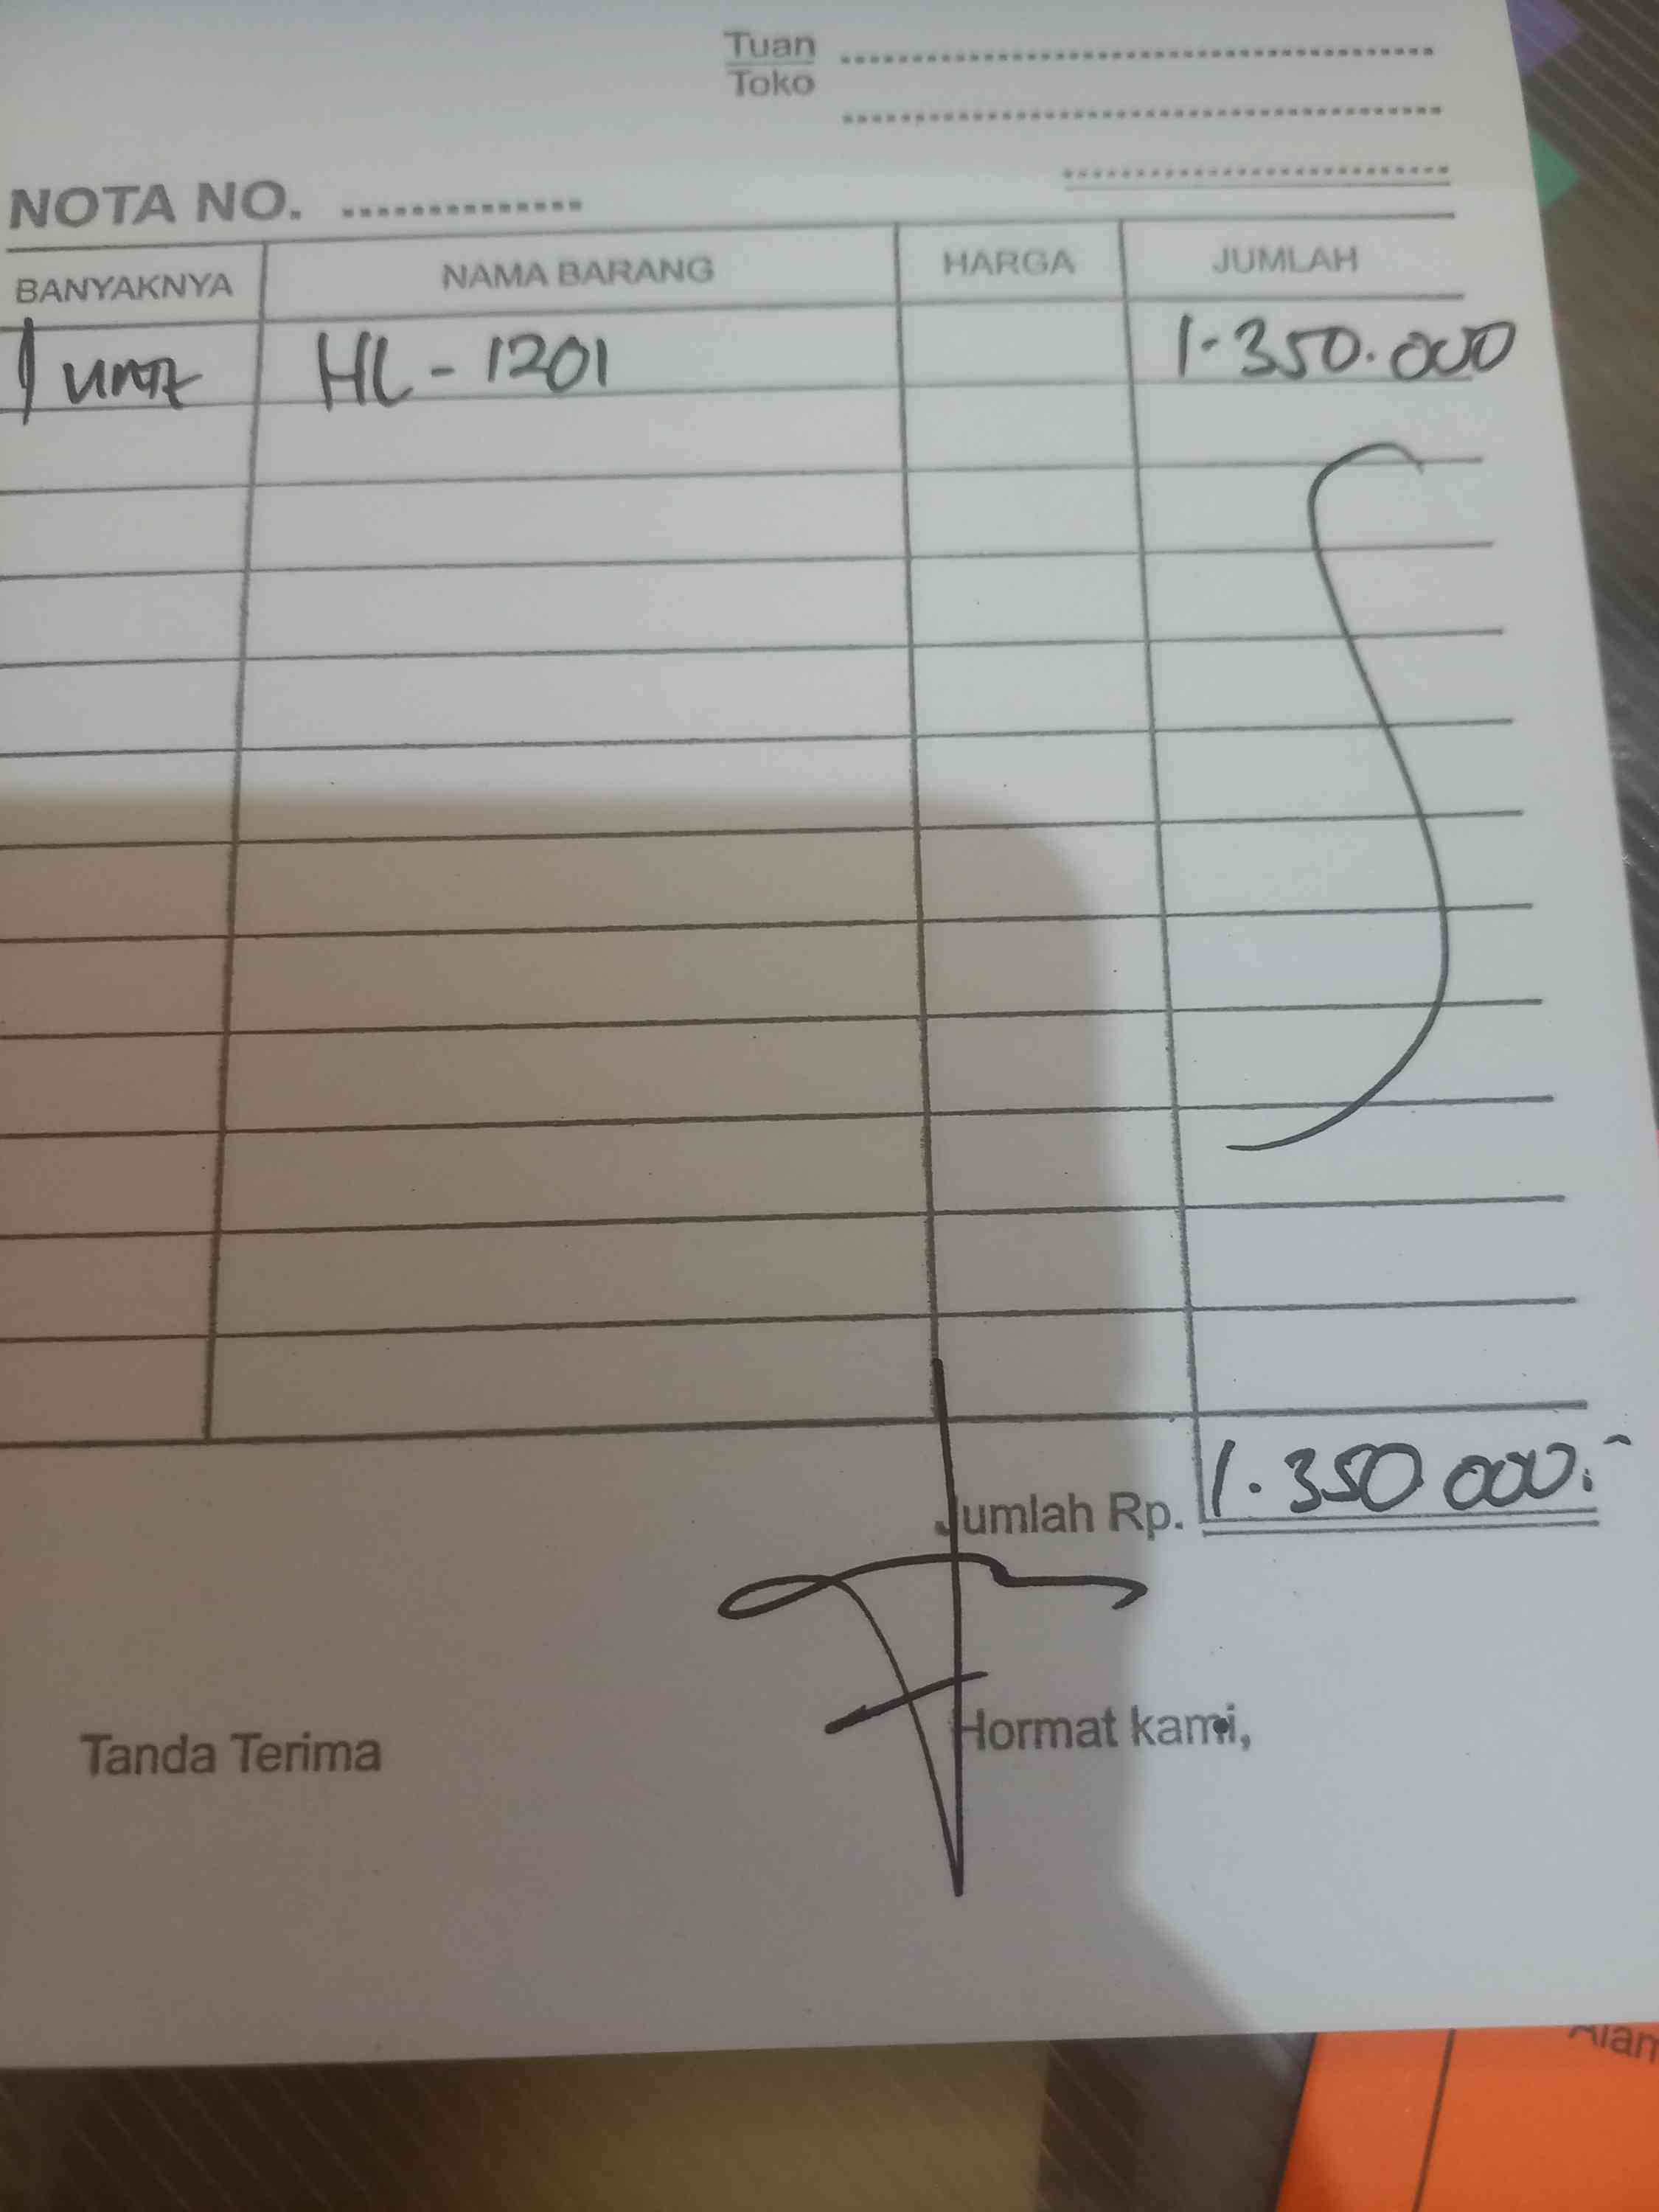 Tuan
Toko
NOTA NO.
BANYAKNYA NAMA BARANG HARGA JUMLAH
1 unit HL-1201 1.350.000
Jumlah Rp. 1.350.000.-
Tanda Terima Hormat kami,
Alam